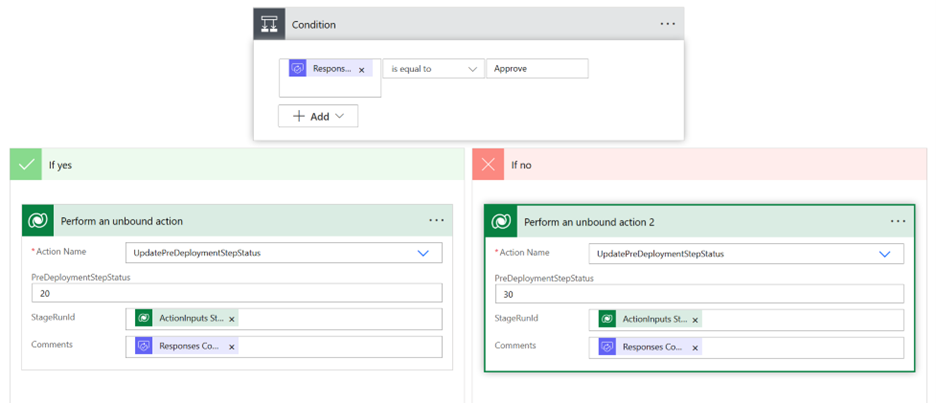 Condition
Respons... x is equal to Approve
+ Add
If yes
Perform an unbound action
* Action Name UpdatePreDeploymentStepStatus
PreDeploymentStepStatus
20
StageRunId ActionInputs St... x
Comments Responses Co... x
If no
Perform an unbound action 2
* Action Name UpdatePreDeploymentStepStatus
PreDeploymentStepStatus
30
StageRunId ActionInputs St... x
Comments Responses Co... x